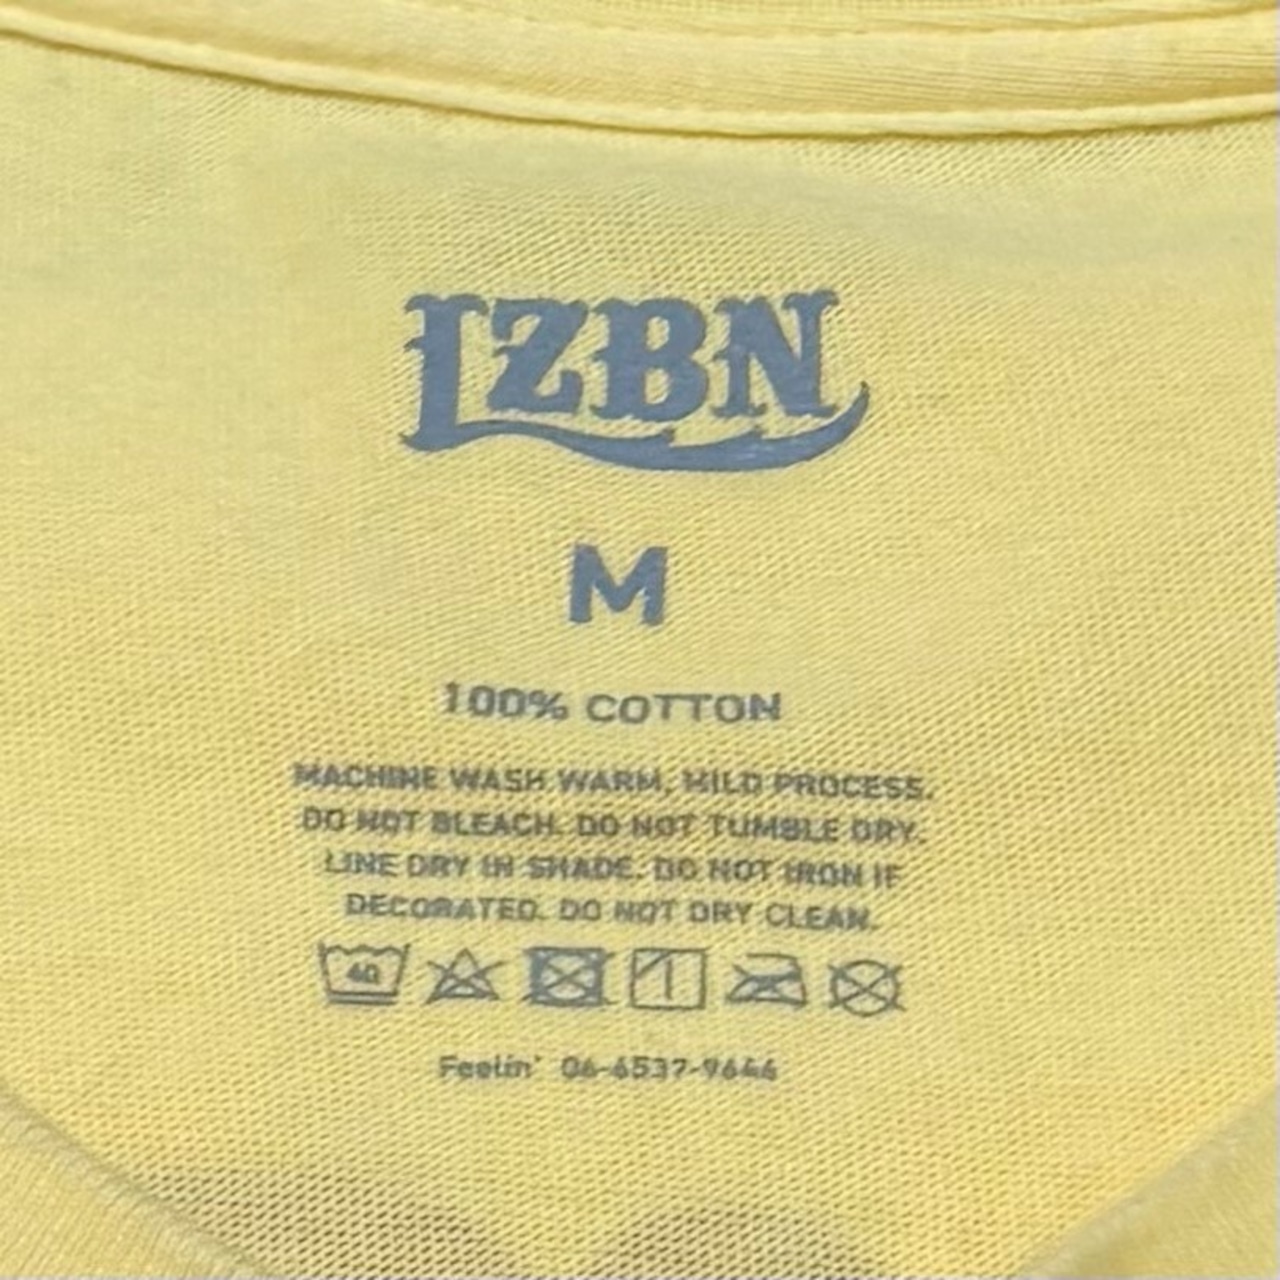 LZBN
M
100% COTTON
MACHINE WASH WARM, MILD PROCESS.
DO NOT BLEACH. DO NOT TUMBLE DRY.
LINE DRY IN SHADE. DO NOT IRON IF
DECORATED. DO NOT DRY CLEAN.
40
Feelin' 06-6537-9646